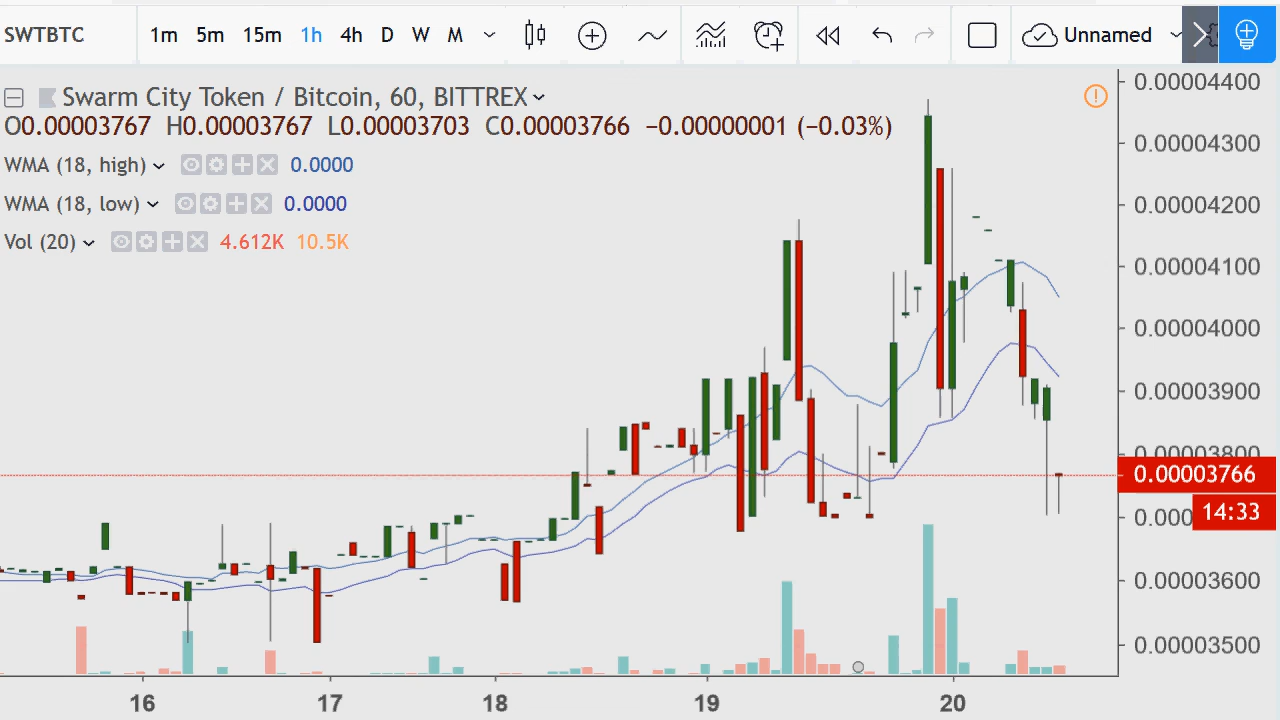 SWTBTC 1m 5m 15m 1h 4h D W M Unnamed
Swarm City Token / Bitcoin, 60, BITTREX
O0.00003767 H0.00003767 L0.00003703 C0.00003766 −0.00000001 (−0.03%)
WMA (18, high) 0.0000
WMA (18, low) 0.0000
Vol (20) 4.612K 10.5K
0.00004400
0.00004300
0.00004200
0.00004100
0.00004000
0.00003900
0.00003800
0.00003766
14:33
0.00003600
0.00003500
16 17 18 19 20